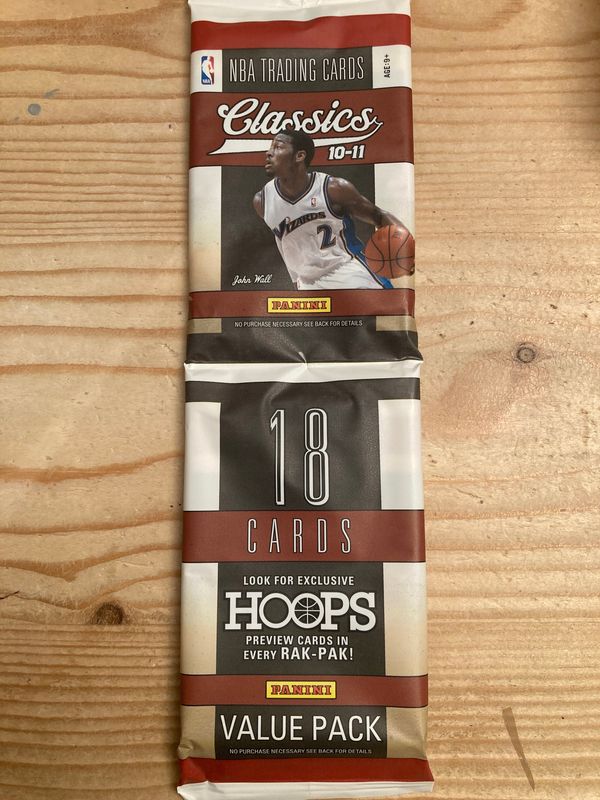 NBA
NBA TRADING CARDS
AGE: 9+
Classics
10-11
WIZARDS
2
John Wall
PANINI
NO PURCHASE NECESSARY SEE BACK FOR DETAILS
18
CARDS
LOOK FOR EXCLUSIVE
HOOPS
PREVIEW CARDS IN
EVERY RAK-PAK!
PANINI
VALUE PACK
NO PURCHASE NECESSARY SEE BACK FOR DETAILS